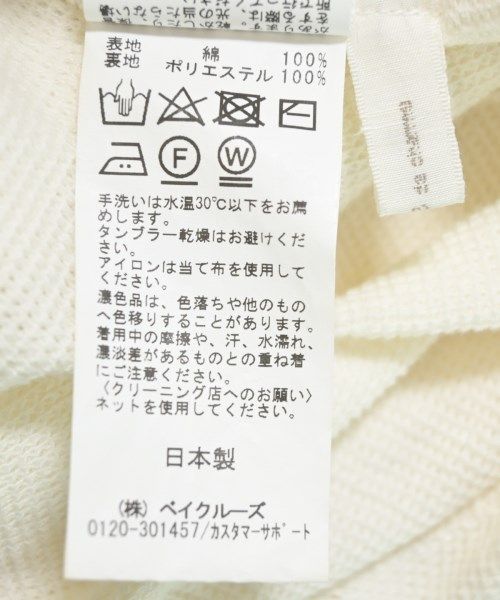 表地 綿 100%
裏地 ポリエステル 100%
F W
手洗いは水温30℃以下をお薦
めします。
タンブラー乾燥はお避けくだ
さい。
アイロンは当て布を使用して
ください。
濃色品は、色落ちや他のもの
へ色移りすることがあります。
着用中の摩擦や、汗、水濡れ、
濃淡差があるものとの重ね着
にご注意ください。
〈クリーニング店へのお願い〉
ネットを使用してください。
日本製
(株) ベイクルーズ
0120-301457/カスタマーサポート